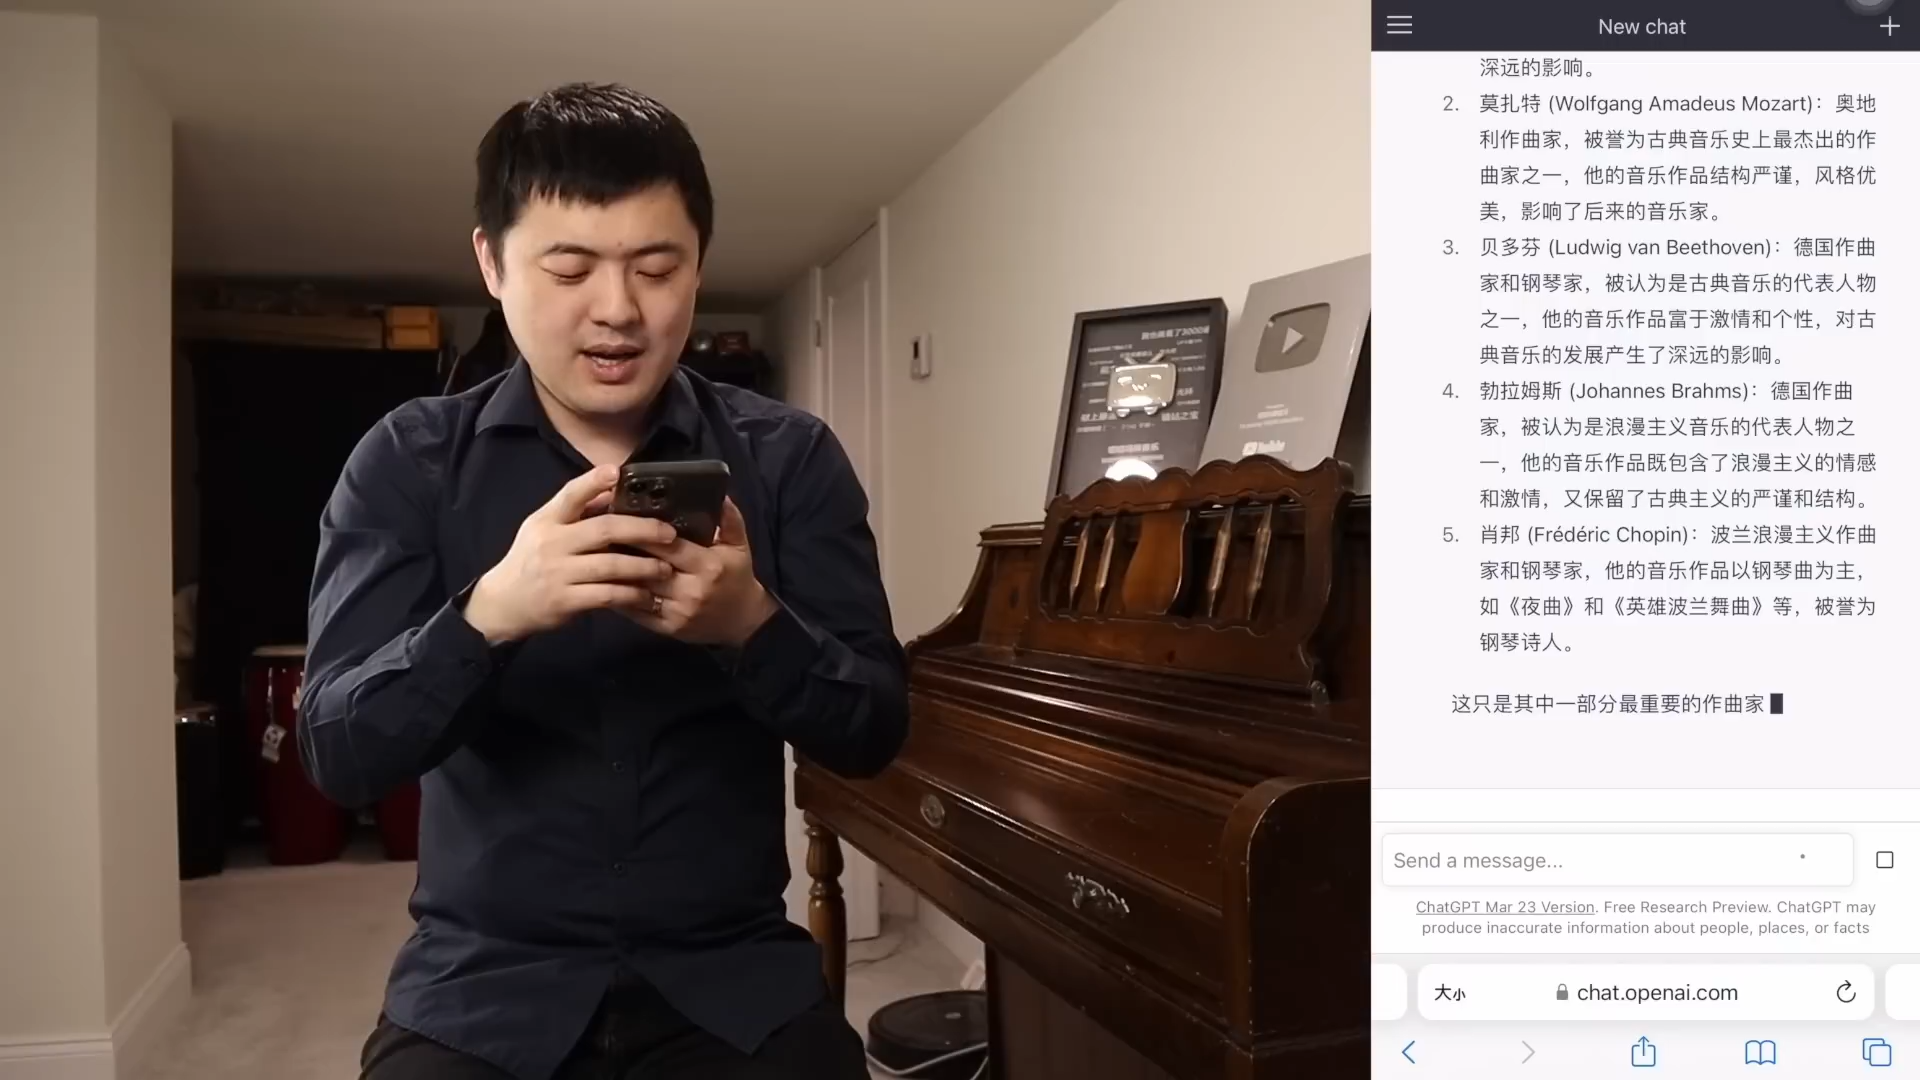 New chat
深远的影响。
2. 莫扎特 (Wolfgang Amadeus Mozart)：奥地
利作曲家，被誉为古典音乐史上最杰出的作
曲家之一，他的音乐作品结构严谨，风格优
美，影响了后来的音乐家。
3. 贝多芬 (Ludwig van Beethoven)：德国作曲
家和钢琴家，被认为是古典音乐的代表人物
之一，他的音乐作品富于激情和个性，对古
典音乐的发展产生了深远的影响。
4. 勃拉姆斯 (Johannes Brahms)：德国作曲
家，被认为是浪漫主义音乐的代表人物之
一，他的音乐作品既包含了浪漫主义的情感
和激情，又保留了古典主义的严谨和结构。
5. 肖邦 (Frédéric Chopin)：波兰浪漫主义作曲
家和钢琴家，他的音乐作品以钢琴曲为主，
如《夜曲》和《英雄波兰舞曲》等，被誉为
钢琴诗人。
这只是其中一部分最重要的作曲家
Send a message...
ChatGPT Mar 23 Version. Free Research Preview. ChatGPT may
produce inaccurate information about people, places, or facts
大小
chat.openai.com
YouTube